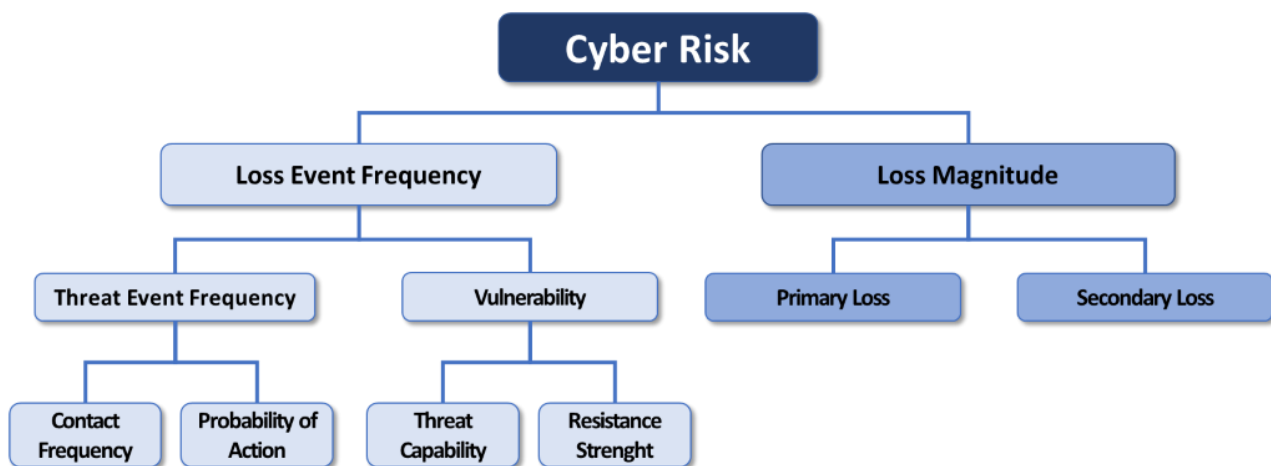 Cyber Risk
Loss Event Frequency
Loss Magnitude
Threat Event Frequency
Vulnerability
Primary Loss
Secondary Loss
Contact
Frequency
Probability of
Action
Threat
Capability
Resistance
Strenght